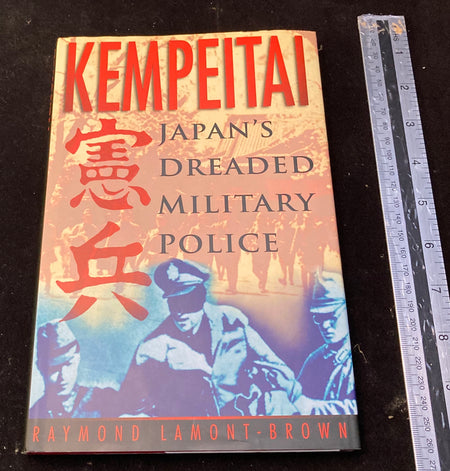 KEMPEITAI
憲兵
JAPAN'S
DREADED
MILITARY
POLICE
RAYMOND LAMONT-BROWN